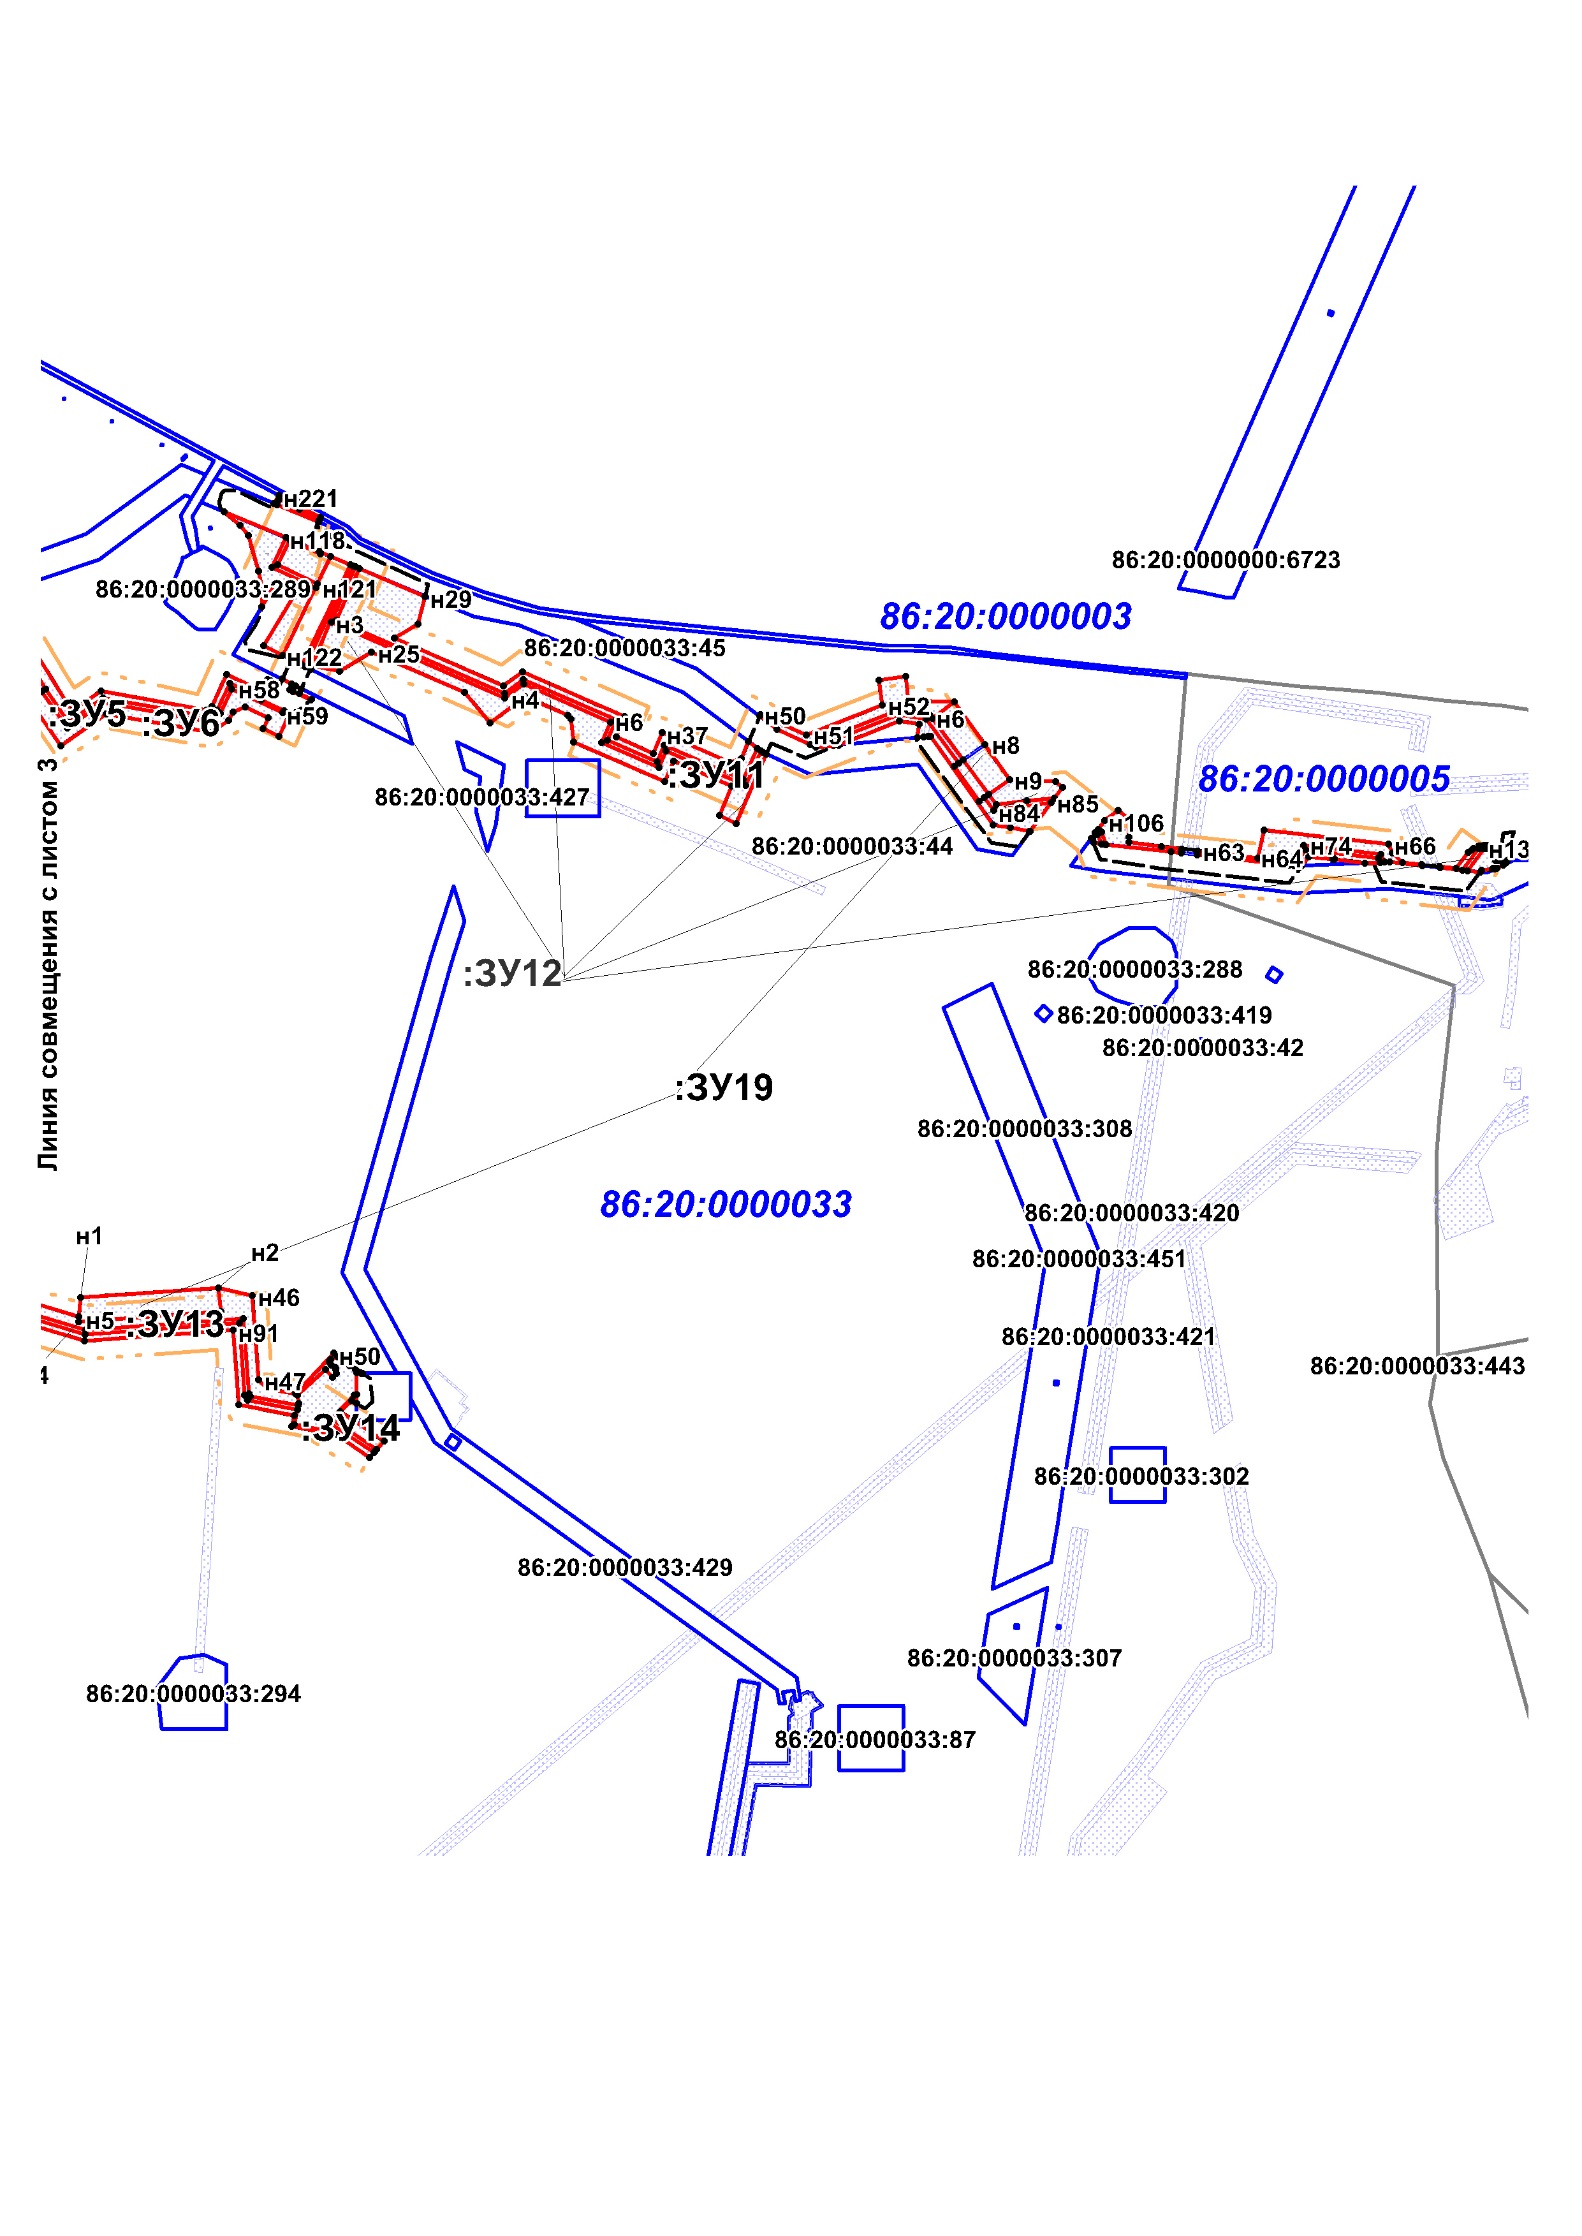 н221
86:20:0000000:6723
н118
86:20:0000033:289
н121
н29
86:20:0000003
н3
н25
86:20:0000033:45
н122
н58
н4
:ЗУ5
:ЗУ6
н59
н6
н37
н50
н51
н52
н6
н8
:ЗУ11
н9
86:20:0000005
86:20:0000033:427
н84
н85
н106
86:20:0000033:44
н63
н64
н74
н66
н13
Линия совмещения с листом 3
:ЗУ12
86:20:0000033:288
86:20:0000033:419
86:20:0000033:42
:ЗУ19
86:20:0000033:308
86:20:0000033
86:20:0000033:420
н1
н2
86:20:0000033:451
н46
н5
:ЗУ13
н91
86:20:0000033:421
н50
4
н47
86:20:0000033:443
:ЗУ14
86:20:0000033:302
86:20:0000033:429
86:20:0000033:307
86:20:0000033:294
86:20:0000033:87